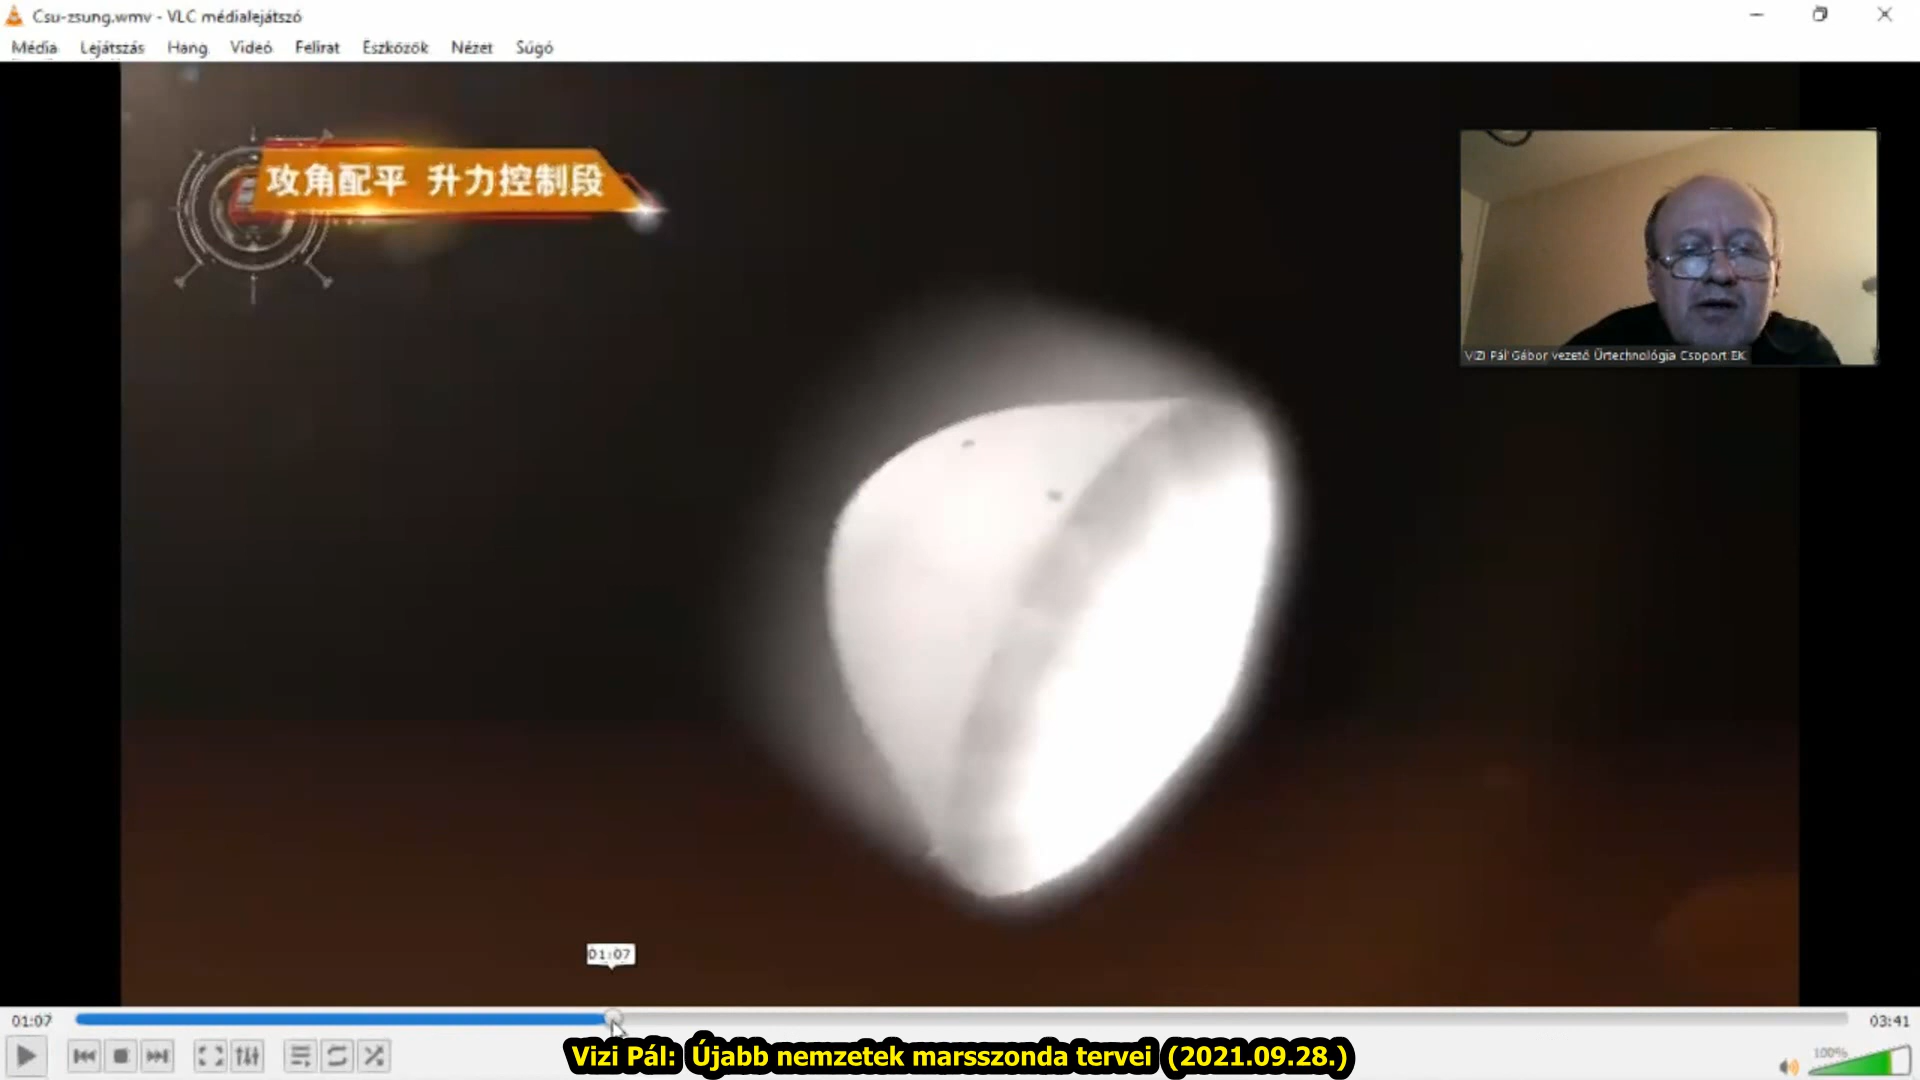 Csu-zsung.wmv - VLC médialejátszó
Média Lejátszás Hang Videó Felirat Eszközök Nézet Súgó
攻角配平 升力控制段
VIZI Pál Gábor vezető Űrtechnológia Csoport EK
01:07
01:07
03:41
100%
Vizi Pál: Újabb nemzetek marsszonda tervei (2021.09.28.)